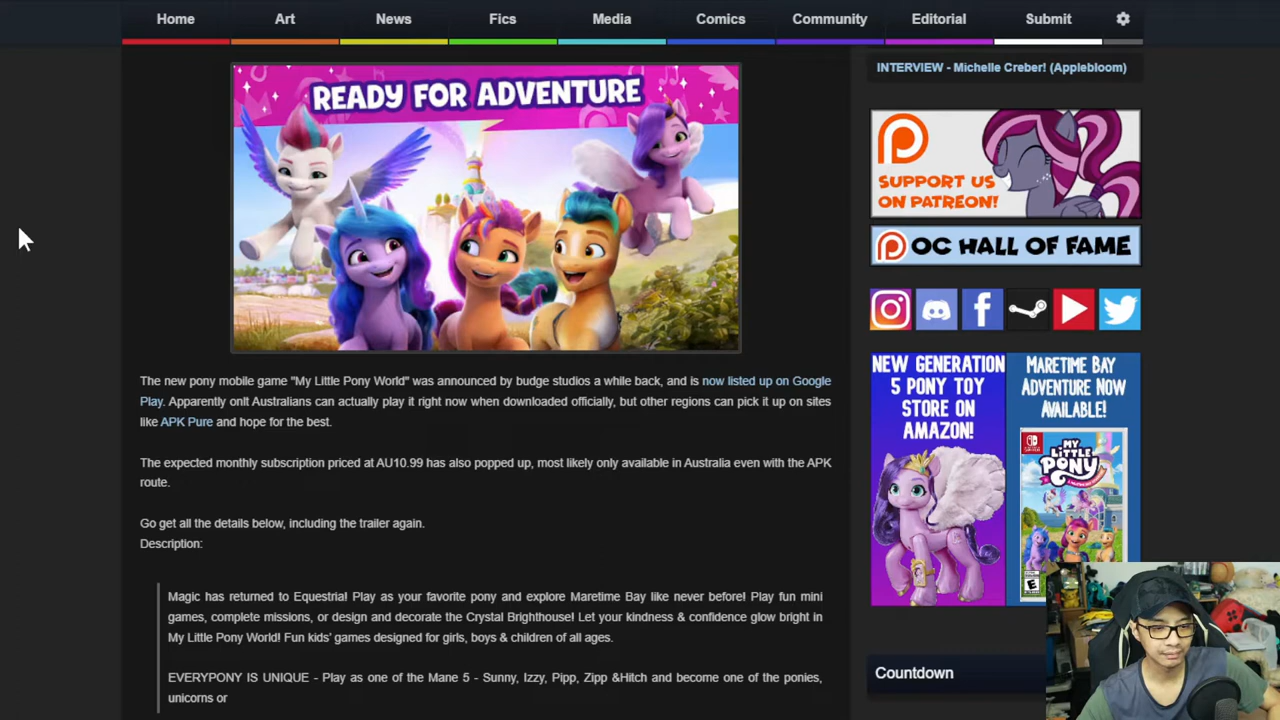 Home Art News Fics Media Comics Community Editorial Submit
READY FOR ADVENTURE
The new pony mobile game "My Little Pony World" was announced by budge studios a while back, and is now listed up on Google
Play. Apparently onlt Australians can actually play it right now when downloaded officially, but other regions can pick it up on sites
like APK Pure and hope for the best.
The expected monthly subscription priced at AU10.99 has also popped up, most likely only available in Australia even with the APK
route.
Go get all the details below, including the trailer again.
Description:
Magic has returned to Equestia! Play as your favorite pony and explore Maretime Bay like never before! Play fun mini
games, complete missions, or design and decorate the Crystal Brighthouse! Let your kindness & confidence glow bright in
My Little Pony World! Fun kids' games designed for girls, boys & children of all ages.
EVERYPONY IS UNIQUE - Play as one of the Mane 5 - Sunny, Izzy, Pipp, Zipp &Hitch and become one of the ponies,
unicorns or
INTERVIEW - Michelle Creber! (Applebloom)
SUPPORT US
ON PATREON!
OC HALL OF FAME
NEW GENERATION
5 PONY TOY
STORE ON
AMAZON!
MARETIME BAY
ADVENTURE NOW
AVAILABLE!
MY
LITTLE
PONY
E
Countdown